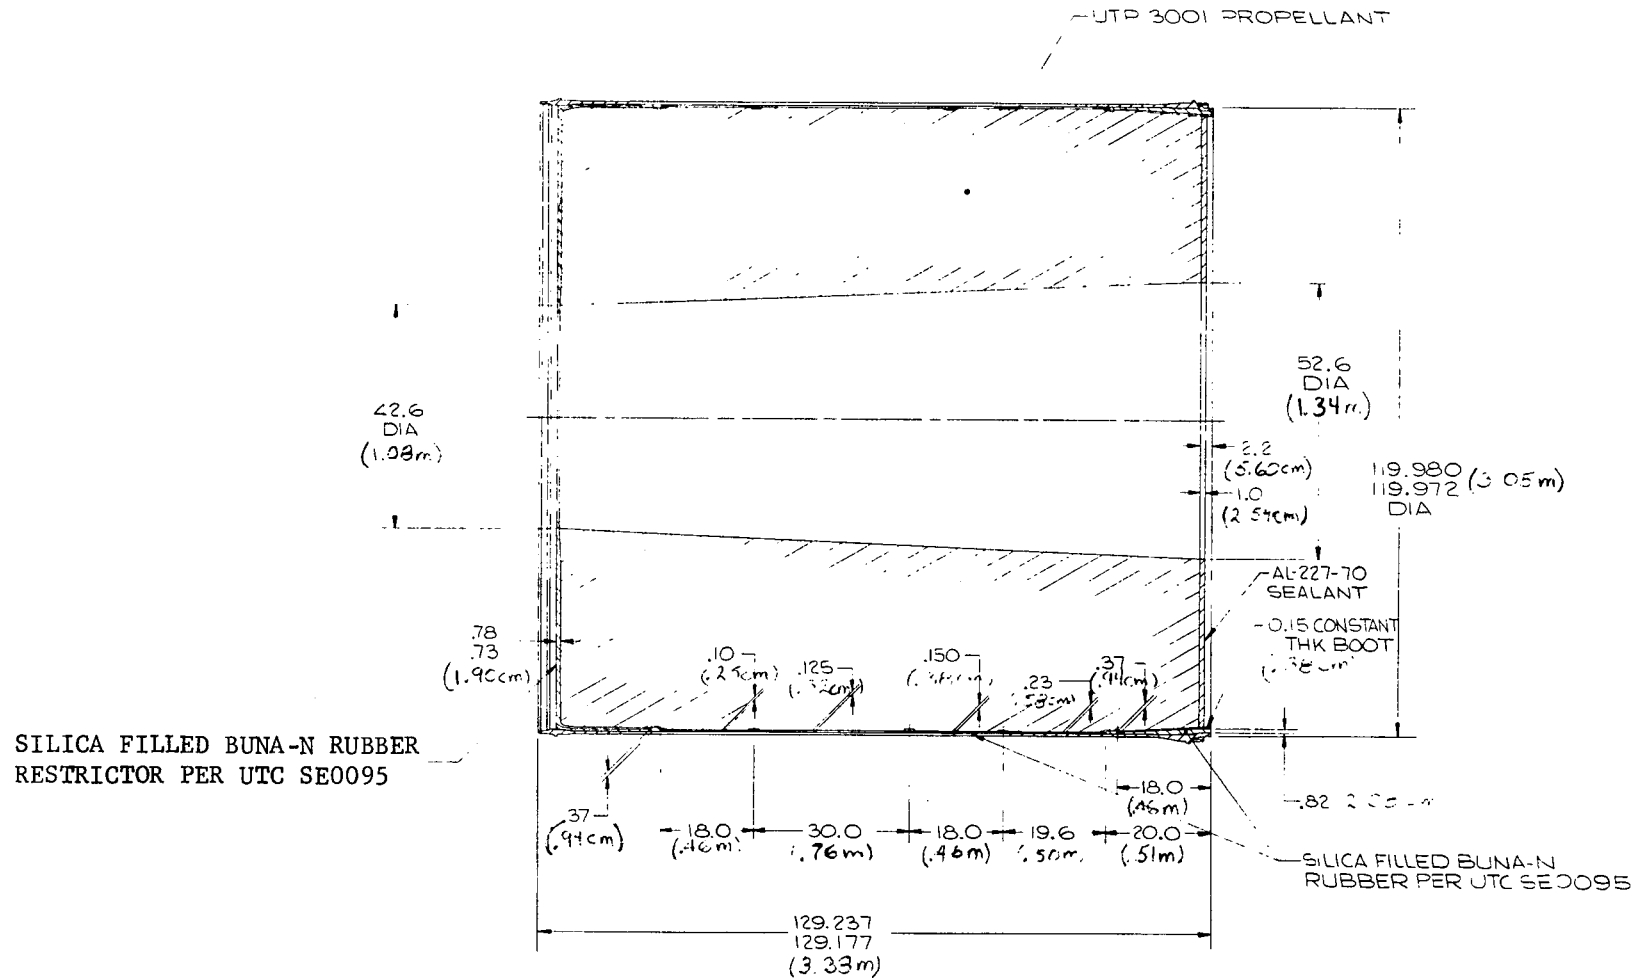 UTP 3001 PROPELLANT
42.6
DIA
(1.08m)
52.6
DIA
(1.34m)
2.2
(5.60cm)
1.0
(2.54cm)
119.980
119.972
DIA
(3.05m)
AL-227-70
SEALANT
0.15 CONSTANT
THK BOOT
.78
.73
(1.90cm)
.10
.125
.150
.23
.37
(.94cm)
SILICA FILLED BUNA-N RUBBER
RESTRICTOR PER UTC SE0095
.37
(.94cm)
18.0
(.46m)
.82
18.0
(.46m)
30.0
(.76m)
18.0
(.46m)
19.6
(.50m)
20.0
(.51m)
SILICA FILLED BUNA-N
RUBBER PER UTC SE0095
129.237
129.177
(3.33m)